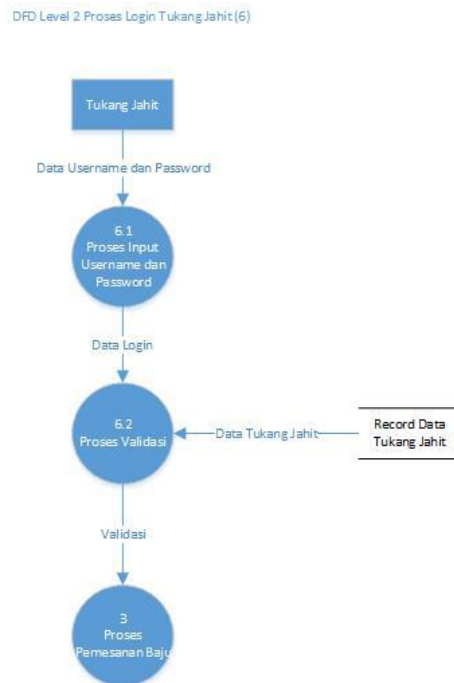 DFD Level 2 Proses Login Tukang Jahit (6)
Tukang Jahit
Data Username dan Password
6.1
Proses Input
Username dan
Password
Data Login
6.2
Proses Validasi
Data Tukang Jahit
Record Data
Tukang Jahit
Validasi
3
Proses
Pemesanan Baju